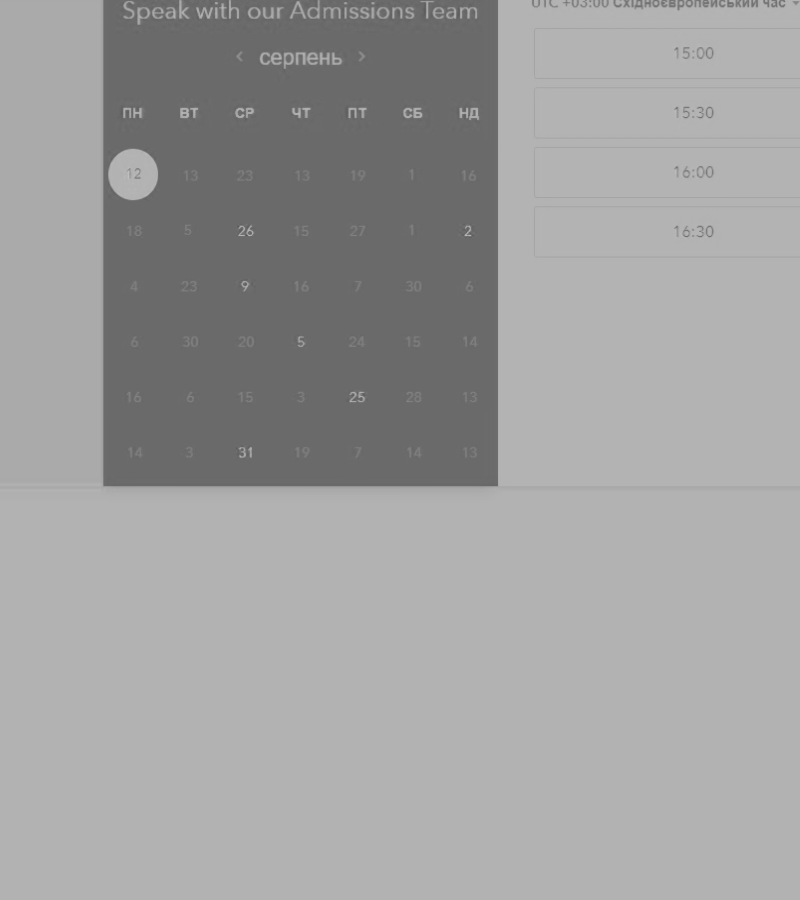 Speak with our Admissions Team
‹ серпень ›
ПН ВТ СР ЧТ ПТ СБ НД
12 13 23 13 19 1 16
18 5 26 15 27 1 2
4 23 9 16 7 30 6
6 30 20 5 24 15 14
16 6 15 3 25 28 13
14 3 31 19 7 14 13
UTC +03:00 Східноєвропейський час
15:00
15:30
16:00
16:30